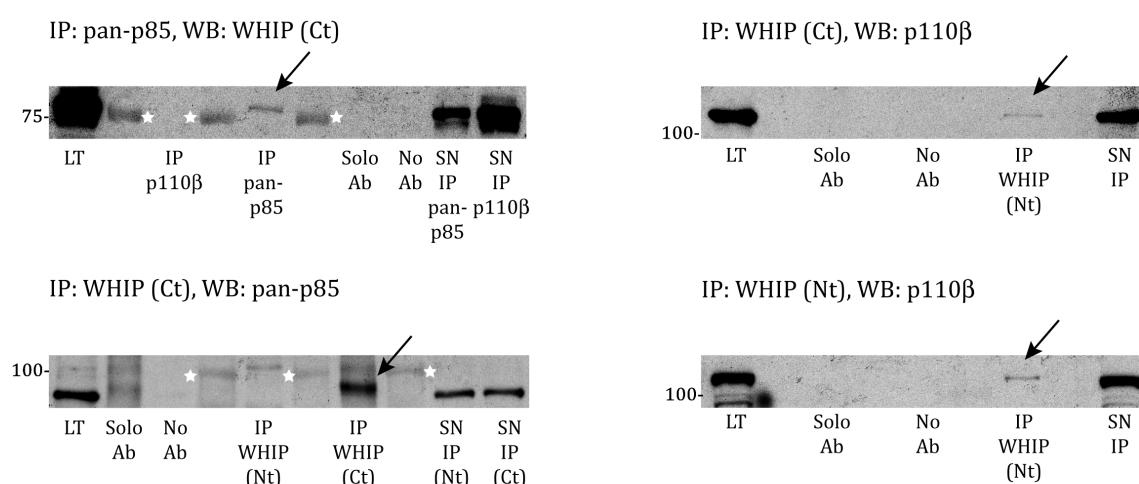 IP: pan-p85, WB: WHIP (Ct)
75-
LT
IP
p110β
IP
pan-
p85
Solo
Ab
No
Ab
SN
IP
pan-
p85
SN
IP
p110β
IP: WHIP (Ct), WB: p110β
100-
LT
Solo
Ab
No
Ab
IP
WHIP
(Nt)
SN
IP
IP: WHIP (Ct), WB: pan-p85
100-
LT
Solo
Ab
No
Ab
IP
WHIP
(Nt)
IP
WHIP
(Ct)
SN
IP
(Nt)
SN
IP
(Ct)
IP: WHIP (Nt), WB: p110β
100-
LT
Solo
Ab
No
Ab
IP
WHIP
(Nt)
SN
IP